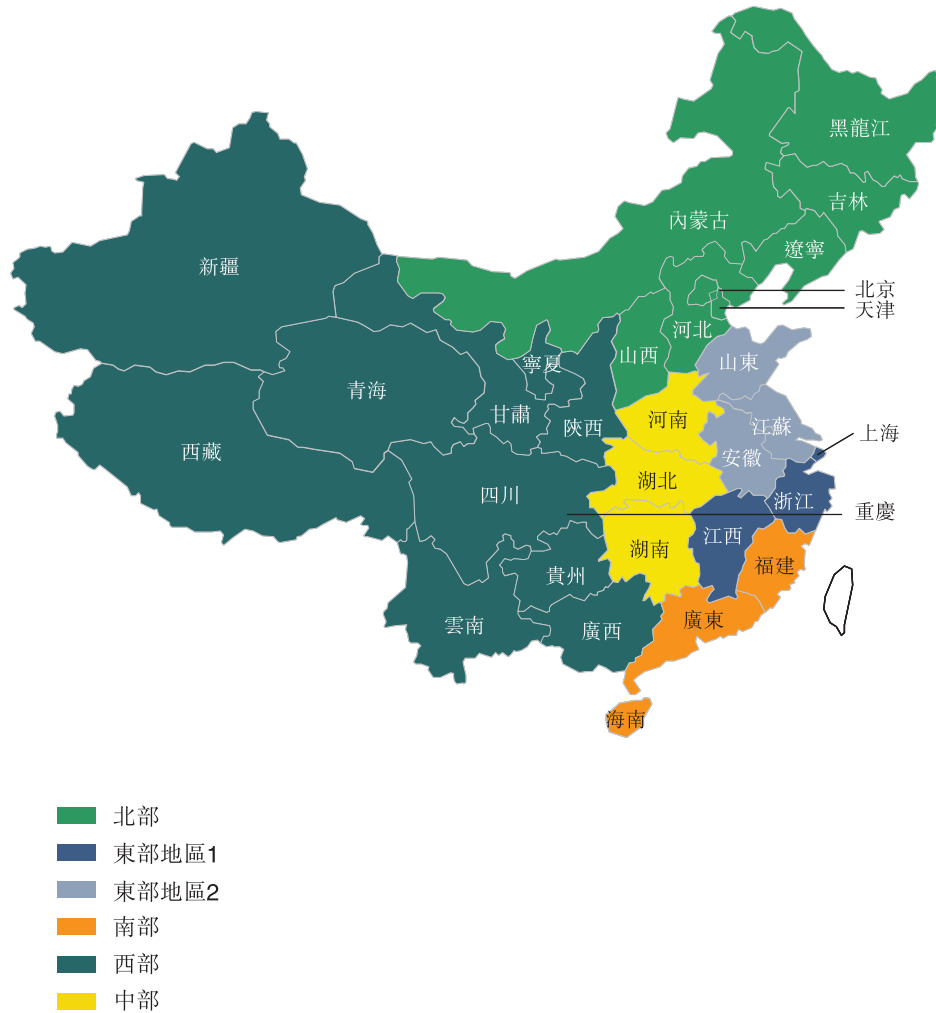 黑龍江
吉林
內蒙古
遼寧
新疆
北京
天津
河北
山西
山東
寧夏
青海
甘肅
河南
陝西
江蘇
上海
西藏
安徽
湖北
四川
浙江
重慶
江西
湖南
福建
貴州
廣東
雲南
廣西
海南
北部
東部地區1
東部地區2
南部
西部
中部